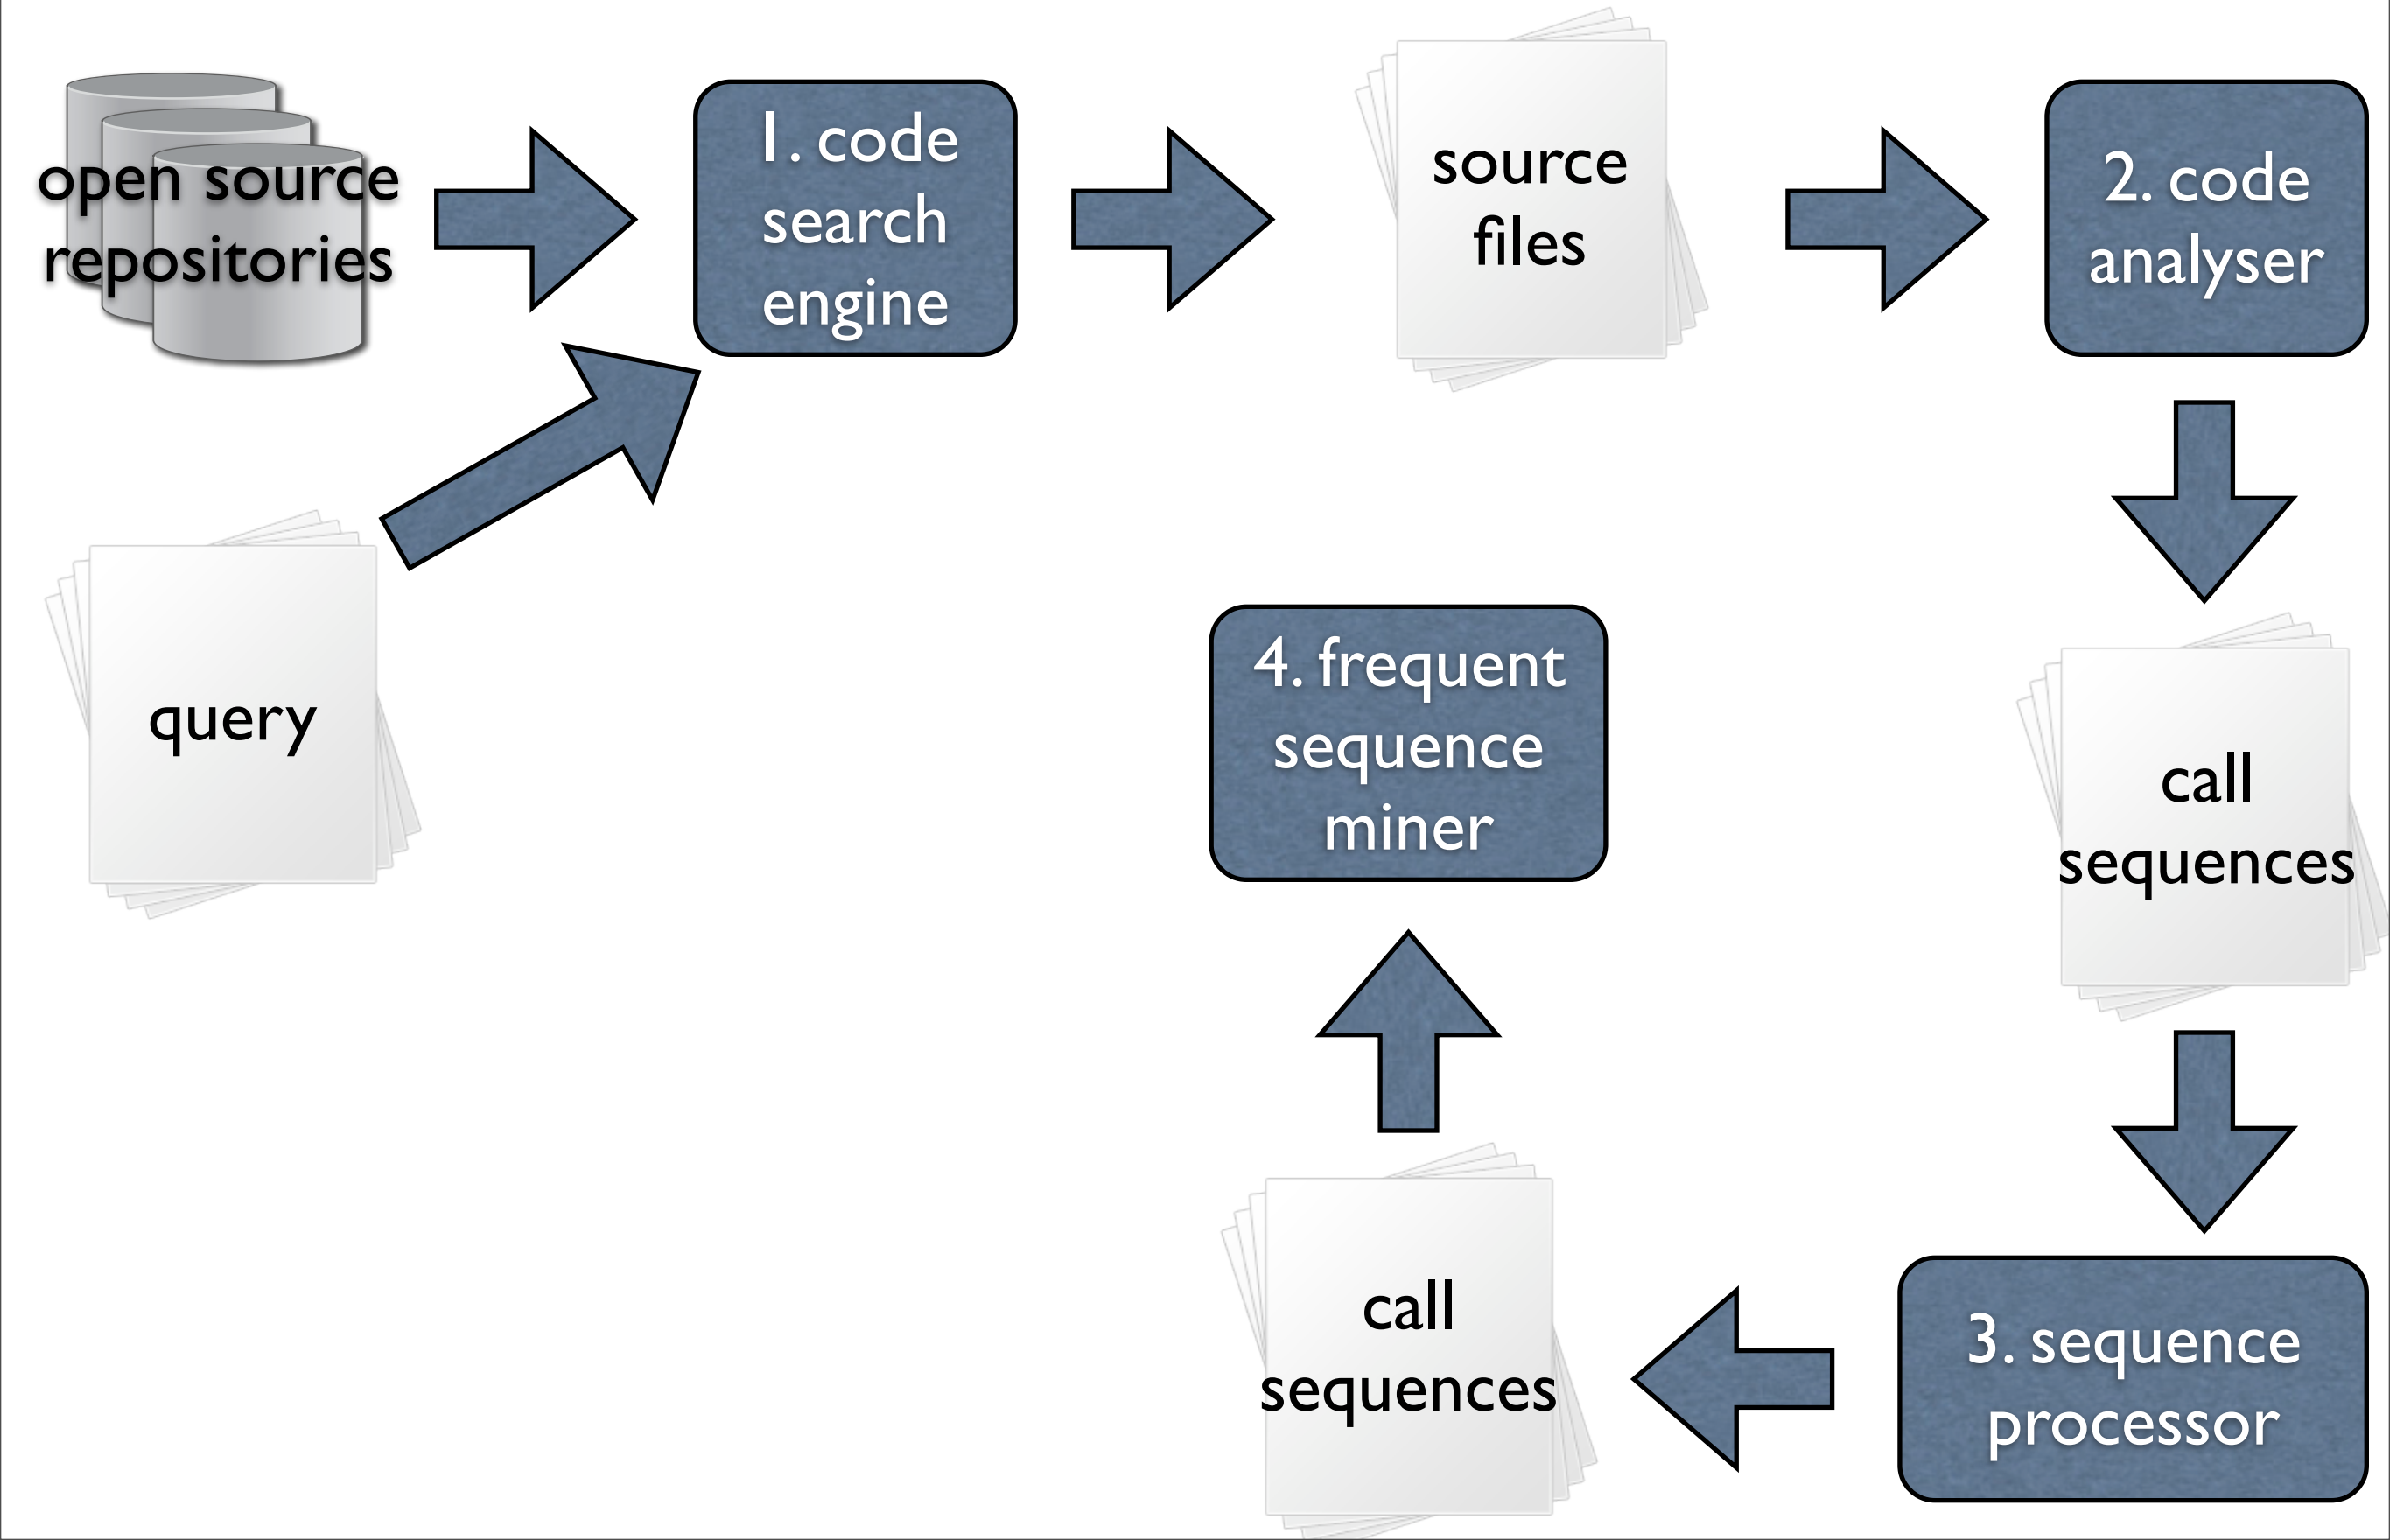 open source
repositories
1. code
search
engine
source
files
2. code
analyser
query
4. frequent
sequence
miner
call
sequences
call
sequences
3. sequence
processor